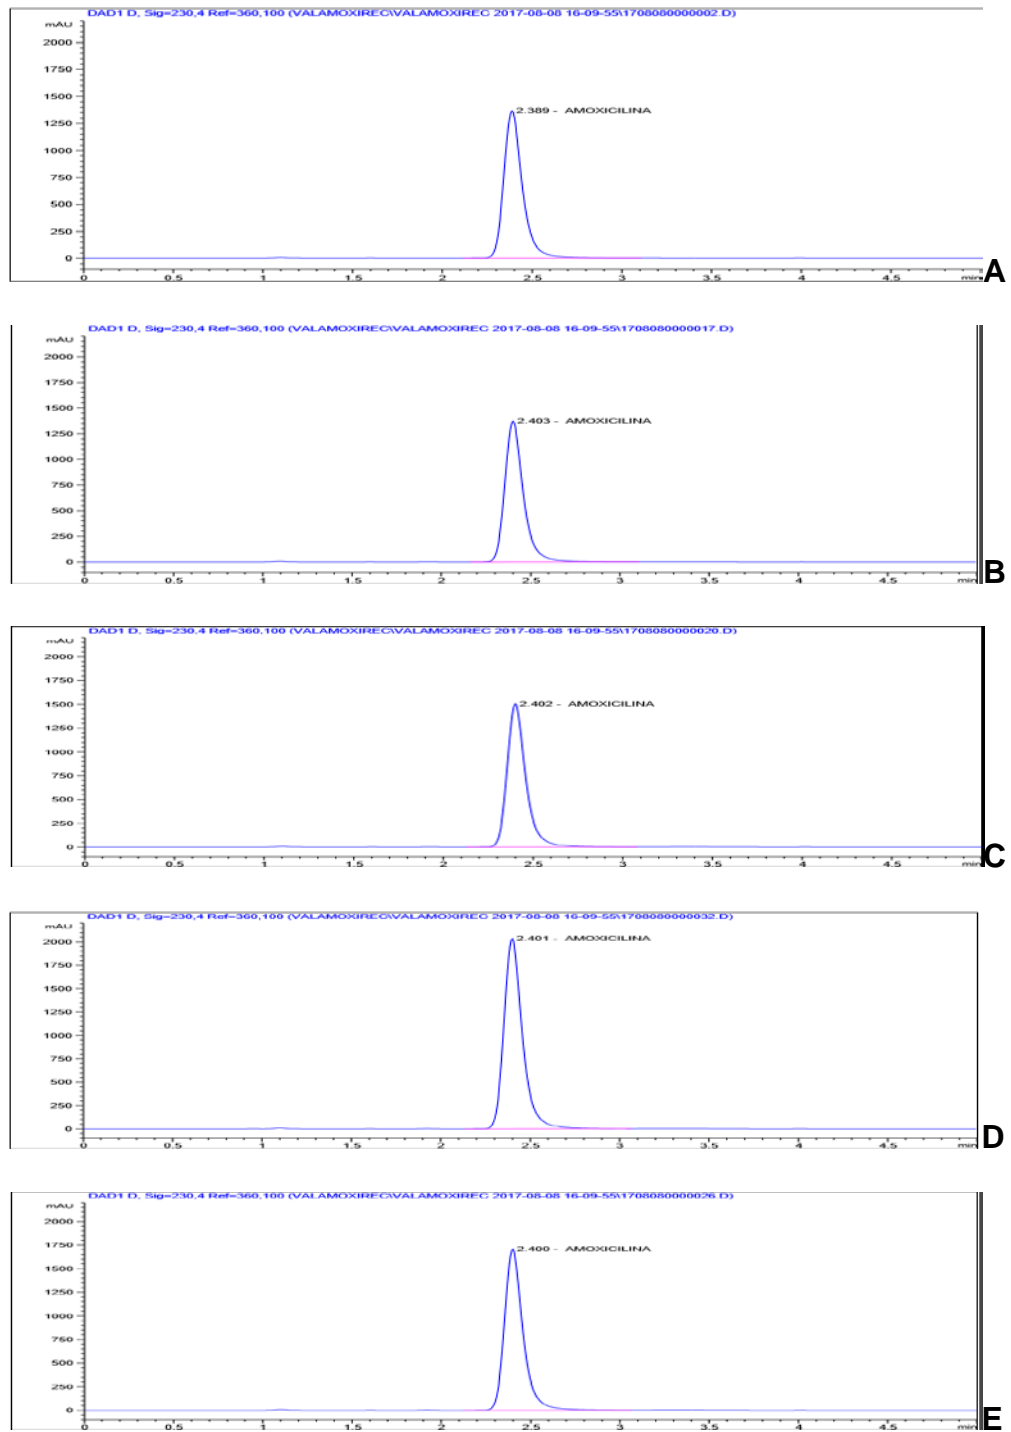 DAD1 D, Sig=230,4 Ref=360,100 (VALAMOXIREC\VALAMOXIREC 2017-08-08 16-09-55\1708080000002.D)
mAU
2000
1750
1500
1250
1000
750
500
250
0
2.389 - AMOXICILINA
0 0.5 1 1.5 2 2.5 3 3.5 4 4.5 min
A
DAD1 D, Sig=230,4 Ref=360,100 (VALAMOXIREC\VALAMOXIREC 2017-08-08 16-09-55\1708080000017.D)
mAU
2000
1750
1500
1250
1000
750
500
250
0
2.403 - AMOXICILINA
0 0.5 1 1.5 2 2.5 3 3.5 4 4.5 min
B
DAD1 D, Sig=230,4 Ref=360,100 (VALAMOXIREC\VALAMOXIREC 2017-08-08 16-09-55\1708080000020.D)
mAU
2000
1750
1500
1250
1000
750
500
250
0
2.402 - AMOXICILINA
0 0.5 1 1.5 2 2.5 3 3.5 4 4.5 min
C
DAD1 D, Sig=230,4 Ref=360,100 (VALAMOXIREC\VALAMOXIREC 2017-08-08 16-09-55\1708080000032.D)
mAU
2000
1750
1500
1250
1000
750
500
250
0
2.401 - AMOXICILINA
0 0.5 1 1.5 2 2.5 3 3.5 4 4.5 min
D
DAD1 D, Sig=230,4 Ref=360,100 (VALAMOXIREC\VALAMOXIREC 2017-08-08 16-09-55\1708080000026.D)
mAU
2000
1750
1500
1250
1000
750
500
250
0
2.400 - AMOXICILINA
0 0.5 1 1.5 2 2.5 3 3.5 4 4.5 min
E